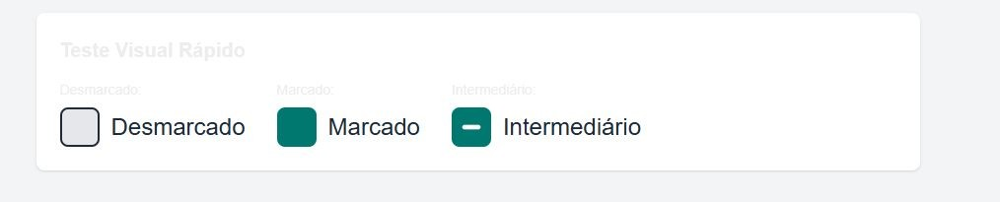 Teste Visual Rápido
Desmarcado: Marcado: Intermediário:
Desmarcado Marcado Intermediário